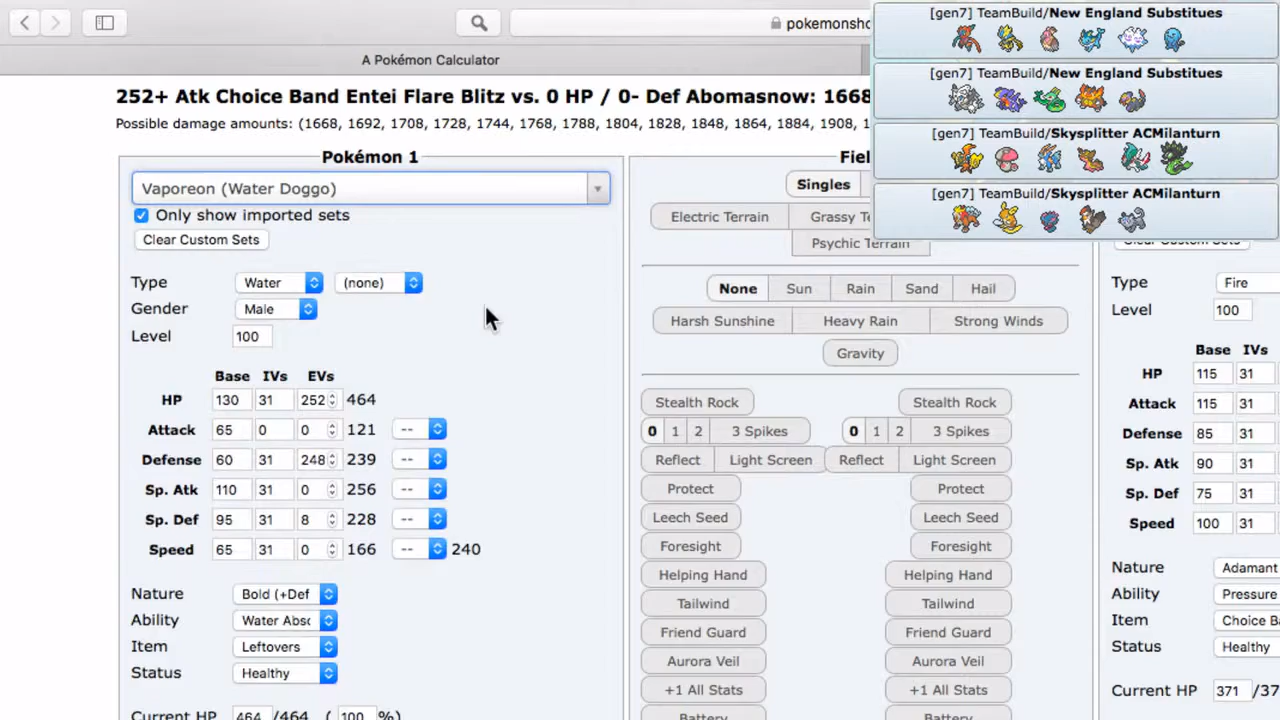 pokemonsho
A Pokémon Calculator
[gen7] TeamBuild/New England Substitues
[gen7] TeamBuild/New England Substitues
[gen7] TeamBuild/Skysplitter ACMilanturn
[gen7] TeamBuild/Skysplitter ACMilanturn
252+ Atk Choice Band Entei Flare Blitz vs. 0 HP / 0- Def Abomasnow: 1668
Possible damage amounts: (1668, 1692, 1708, 1728, 1744, 1768, 1788, 1804, 1828, 1848, 1864, 1884, 1908, 1
Pokémon 1
Vaporeon (Water Doggo)
Only show imported sets
Clear Custom Sets
Type Water (none)
Gender Male
Level 100
Base IVs EVs
HP 130 31 252 464
Attack 65 0 0 121 --
Defense 60 31 248 239 --
Sp. Atk 110 31 0 256 --
Sp. Def 95 31 8 228 --
Speed 65 31 0 166 -- 240
Nature Bold (+Def
Ability Water Abso
Item Leftovers
Status Healthy
Current HP 464 /464 ( 100 %)
Fiel
Singles
Electric Terrain Grassy Te
Psychic Terrain
None Sun Rain Sand Hail
Harsh Sunshine Heavy Rain Strong Winds
Gravity
Stealth Rock Stealth Rock
0 1 2 3 Spikes 0 1 2 3 Spikes
Reflect Light Screen Reflect Light Screen
Protect Protect
Leech Seed Leech Seed
Foresight Foresight
Helping Hand Helping Hand
Tailwind Tailwind
Friend Guard Friend Guard
Aurora Veil Aurora Veil
+1 All Stats +1 All Stats
Battery Battery
Clear Custom Sets
Type Fire
Level 100
Base IVs
HP 115 31
Attack 115 31
Defense 85 31
Sp. Atk 90 31
Sp. Def 75 31
Speed 100 31
Nature Adamant
Ability Pressure
Item Choice Ba
Status Healthy
Current HP 371 /37